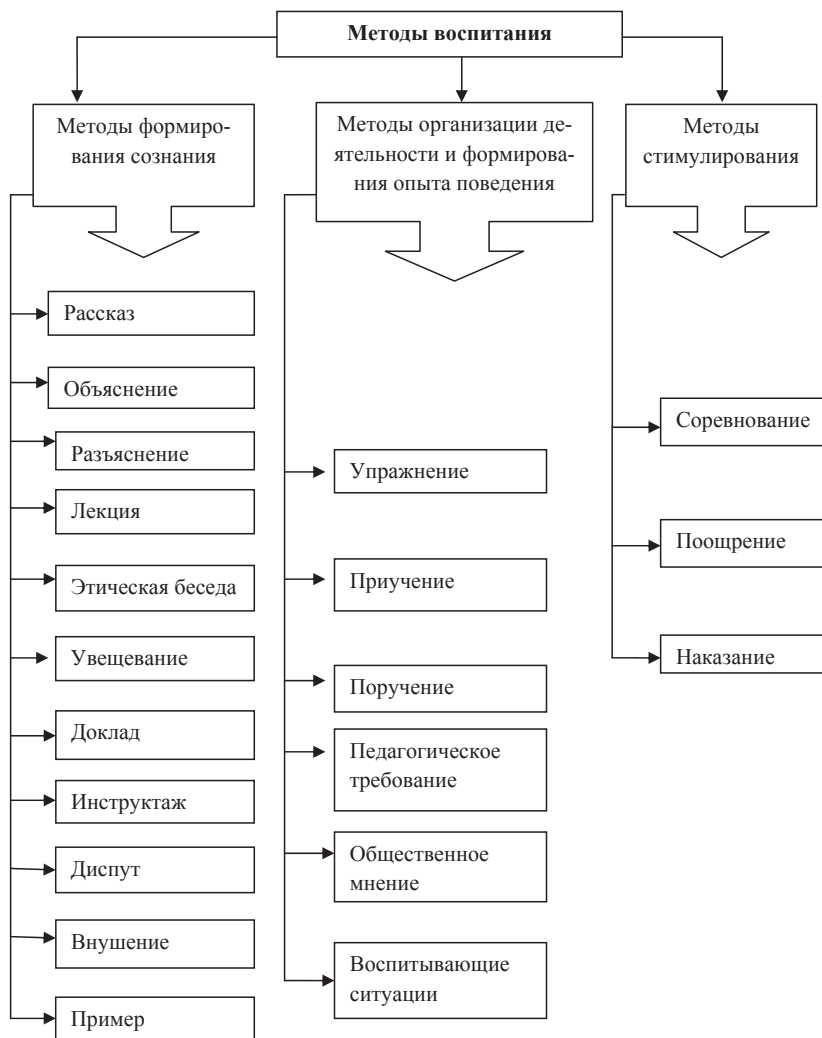 Методы воспитания
Методы формиро-
вания сознания
Рассказ
Объяснение
Разъяснение
Лекция
Этическая беседа
Увещевание
Доклад
Инструктаж
Диспут
Внушение
Пример
Методы организации де-
ятельности и формирова-
ния опыта поведения
Упражнение
Приучение
Поручение
Педагогическое
требование
Общественное
мнение
Воспитывающие
ситуации
Методы
стимулирования
Соревнование
Поощрение
Наказание